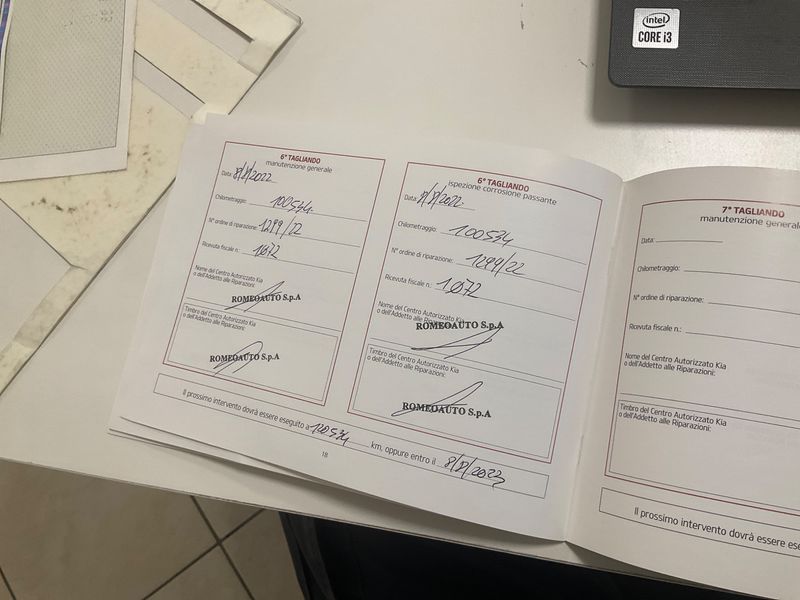 intel
CORE i3
6° TAGLIANDO
manutenzione generale
Data 8/8/2022
Chilometraggio: 100534
N° ordine di riparazione: 1299/22
Ricevuta fiscale n.: 1072
Nome del Centro Autorizzato Kia
o dell'Addetto alle Riparazioni:
ROMEOAUTO S.p.A
Timbro del Centro Autorizzato Kia
o dell'Addetto alle Riparazioni:
ROMEOAUTO S.p.A
6° TAGLIANDO
ispezione corrosione passante
Data 8/8/2022
Chilometraggio: 100534
N° ordine di riparazione: 1299/22
Ricevuta fiscale n.: 1072
Nome del Centro Autorizzato Kia
o dell'Addetto alle Riparazioni:
ROMEOAUTO S.p.A
Timbro del Centro Autorizzato Kia
o dell'Addetto alle Riparazioni:
ROMEOAUTO S.p.A
Il prossimo intervento dovrà essere eseguito a 100534 km, oppure entro il 8/8/2023
18
7° TAGLIANDO
manutenzione generale
Data:
Chilometraggio:
N° ordine di riparazione:
Ricevuta fiscale n.:
Nome del Centro Autorizzato Kia
o dell'Addetto alle Riparazioni:
Timbro del Centro Autorizzato Kia
o dell'Addetto alle Riparazioni:
Il prossimo intervento dovrà essere ese